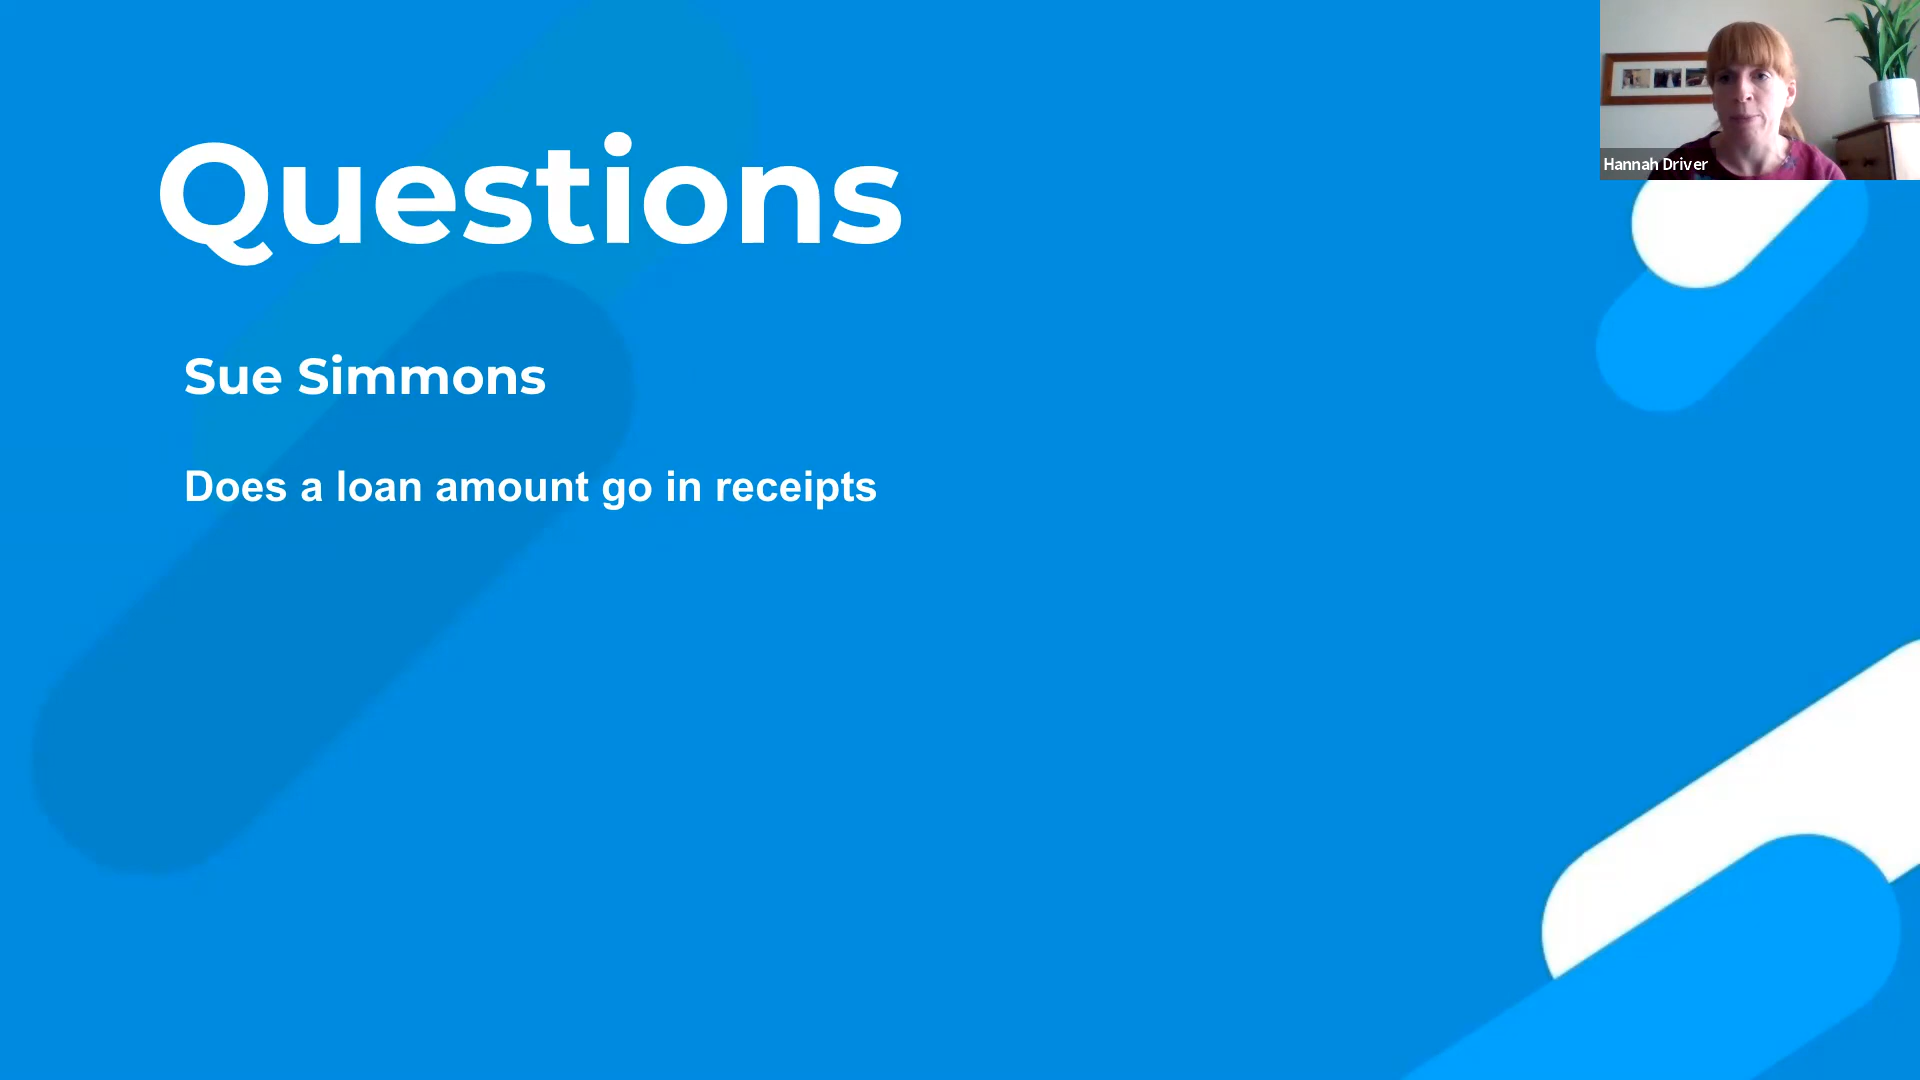 Questions
Sue Simmons
Does a loan amount go in receipts
Hannah Driver